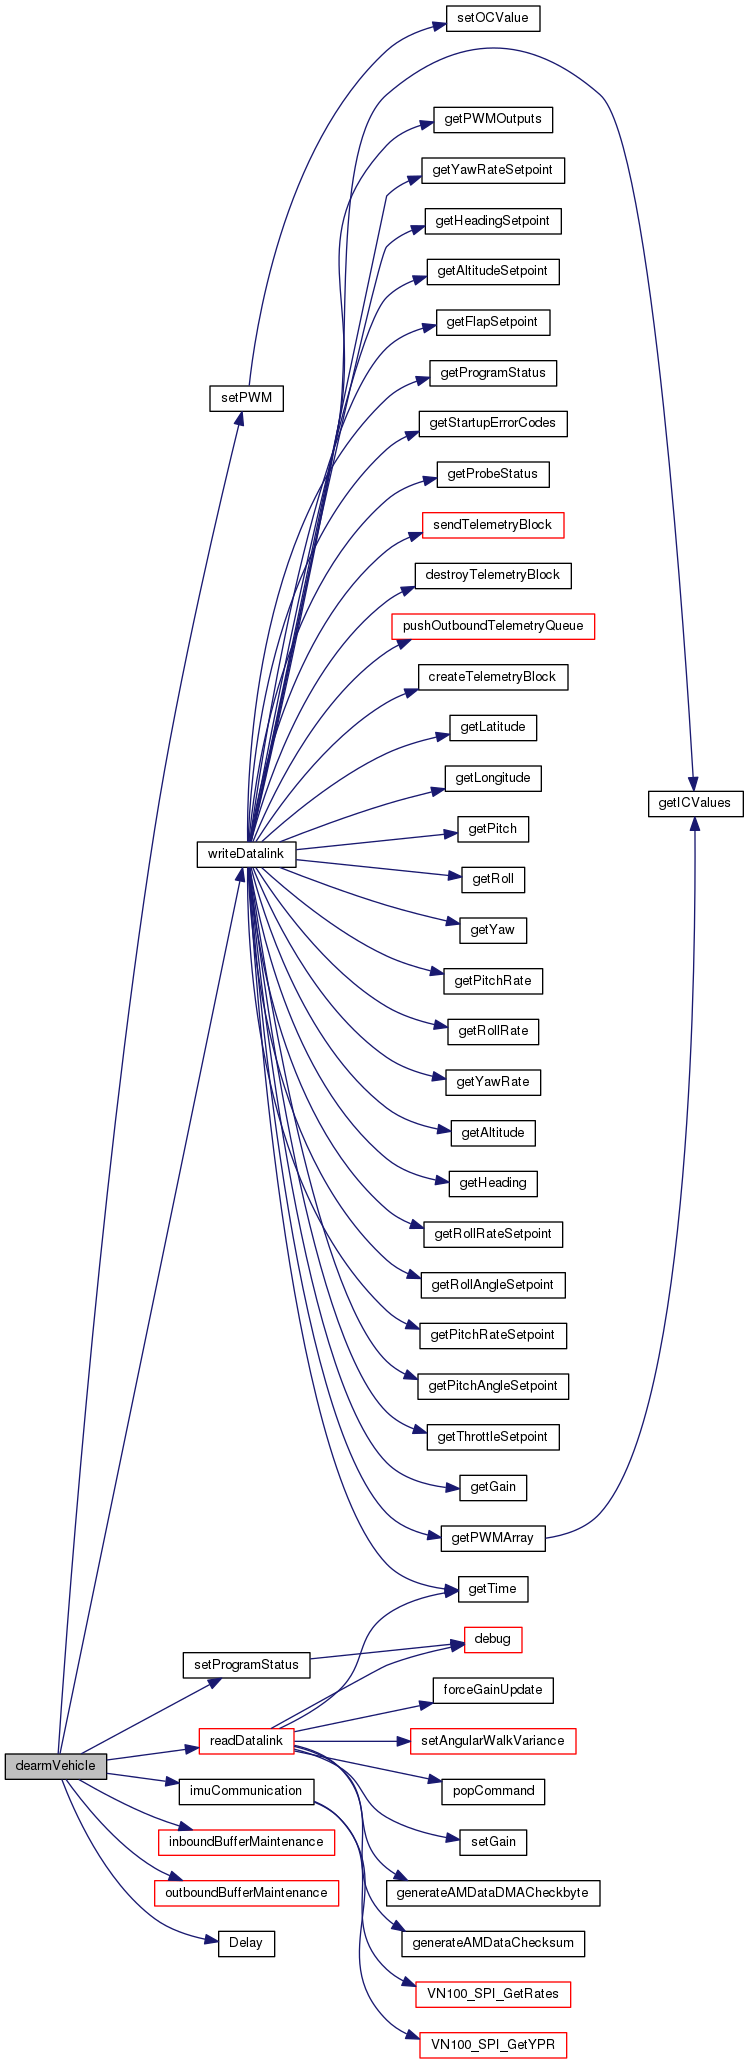 setOCValue
getPWMOutputs
getYawRateSetpoint
getHeadingSetpoint
getAltitudeSetpoint
getFlapSetpoint
getProgramStatus
setPWM
getStartupErrorCodes
getProbeStatus
sendTelemetryBlock
destroyTelemetryBlock
pushOutboundTelemetryQueue
createTelemetryBlock
getLatitude
getLongitude
getICValues
getPitch
writeDatalink
getRoll
getYaw
getPitchRate
getRollRate
getYawRate
getAltitude
getHeading
getRollRateSetpoint
getRollAngleSetpoint
getPitchRateSetpoint
getPitchAngleSetpoint
getThrottleSetpoint
getGain
getPWMArray
getTime
debug
setProgramStatus
forceGainUpdate
readDatalink
setAngularWalkVariance
dearmVehicle
imuCommunication
popCommand
inboundBufferMaintenance
setGain
outboundBufferMaintenance
generateAMDataDMACheckbyte
Delay
generateAMDataChecksum
VN100_SPI_GetRates
VN100_SPI_GetYPR